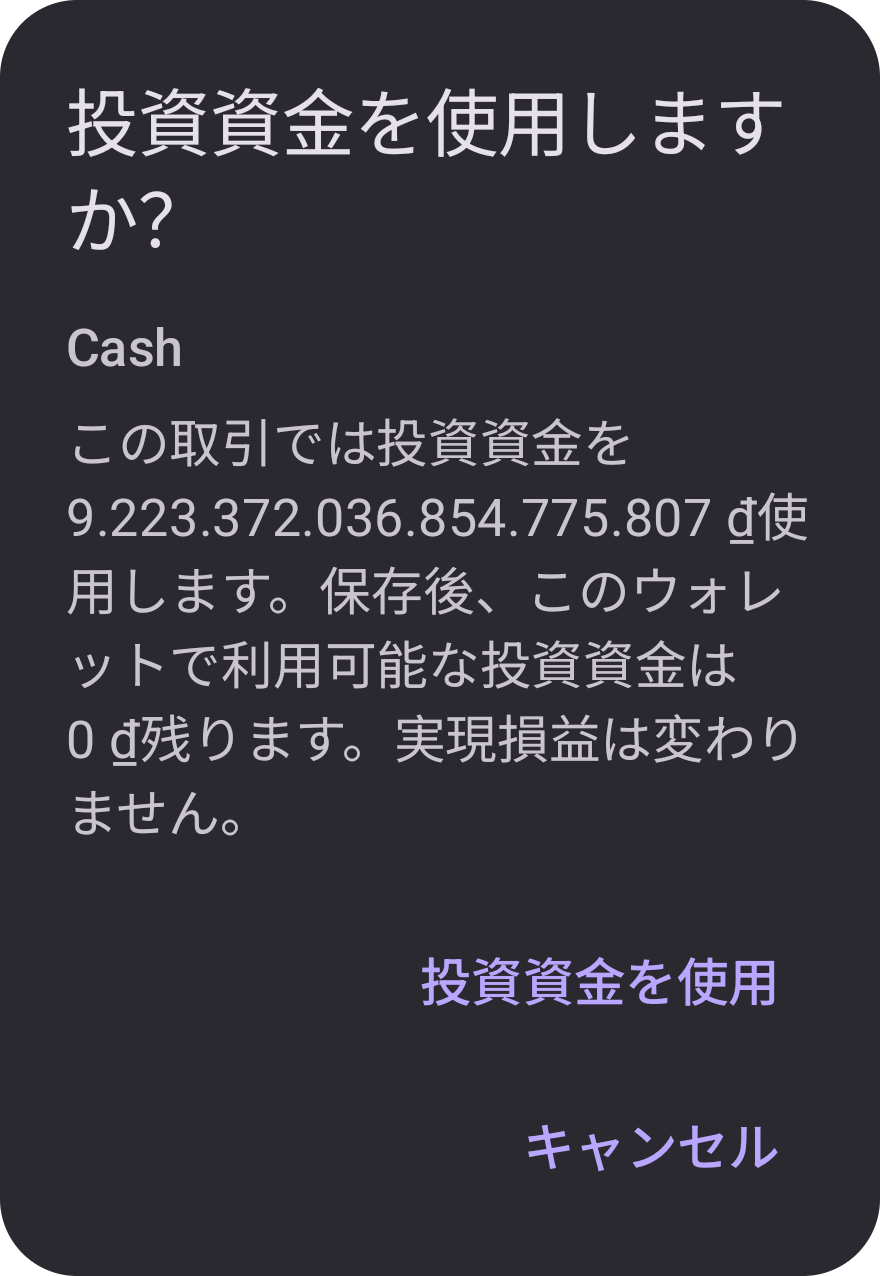 投資資金を使用します
か?
Cash
この取引では投資資金を
9.223.372.036.854.775.807 ₫使
用します。保存後、このウォレ
ットで利用可能な投資資金は
0 ₫残ります。実現損益は変わり
ません。
投資資金を使用
キャンセル